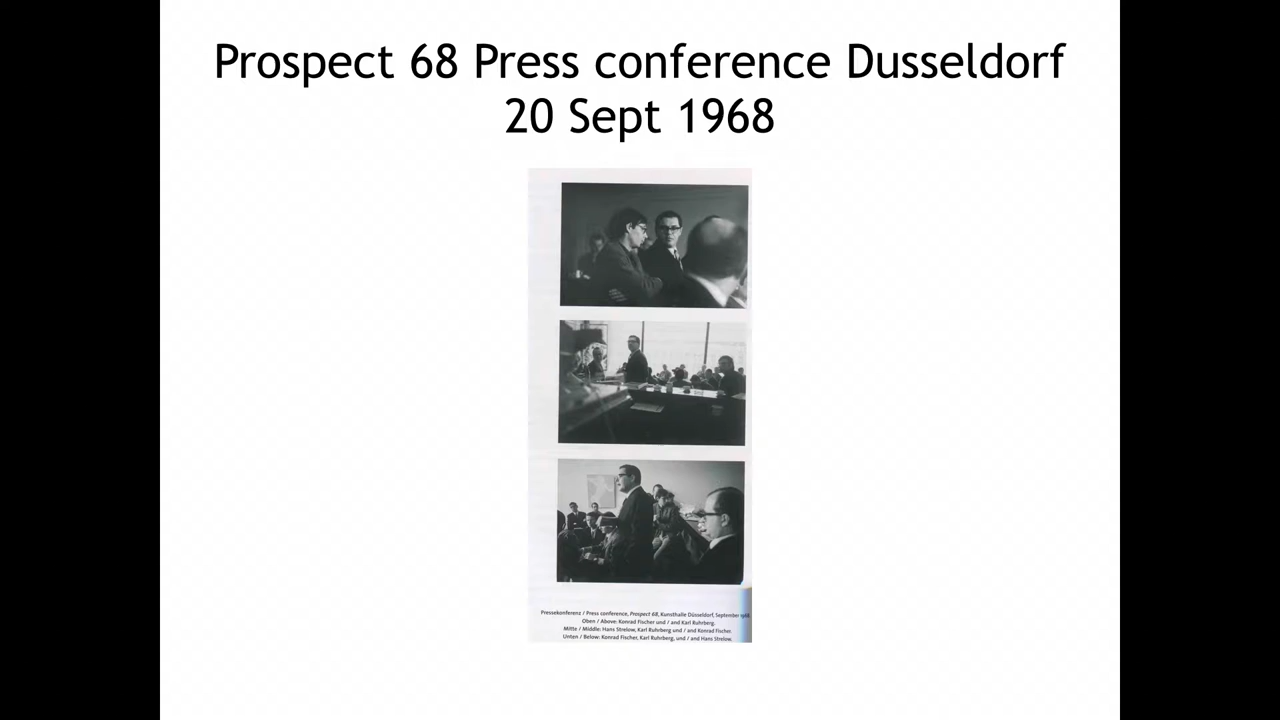 Prospect 68 Press conference Dusseldorf
20 Sept 1968
Pressekonferenz / Press conference, Prospect 68, Kunsthalle Düsseldorf, September 1968
Oben / Above: Konrad Fischer und / and Karl Ruhrberg.
Mitte / Middle: Hans Strelow, Karl Ruhrberg und / and Konrad Fischer.
Unten / Below: Konrad Fischer, Karl Ruhrberg, und / and Hans Strelow.